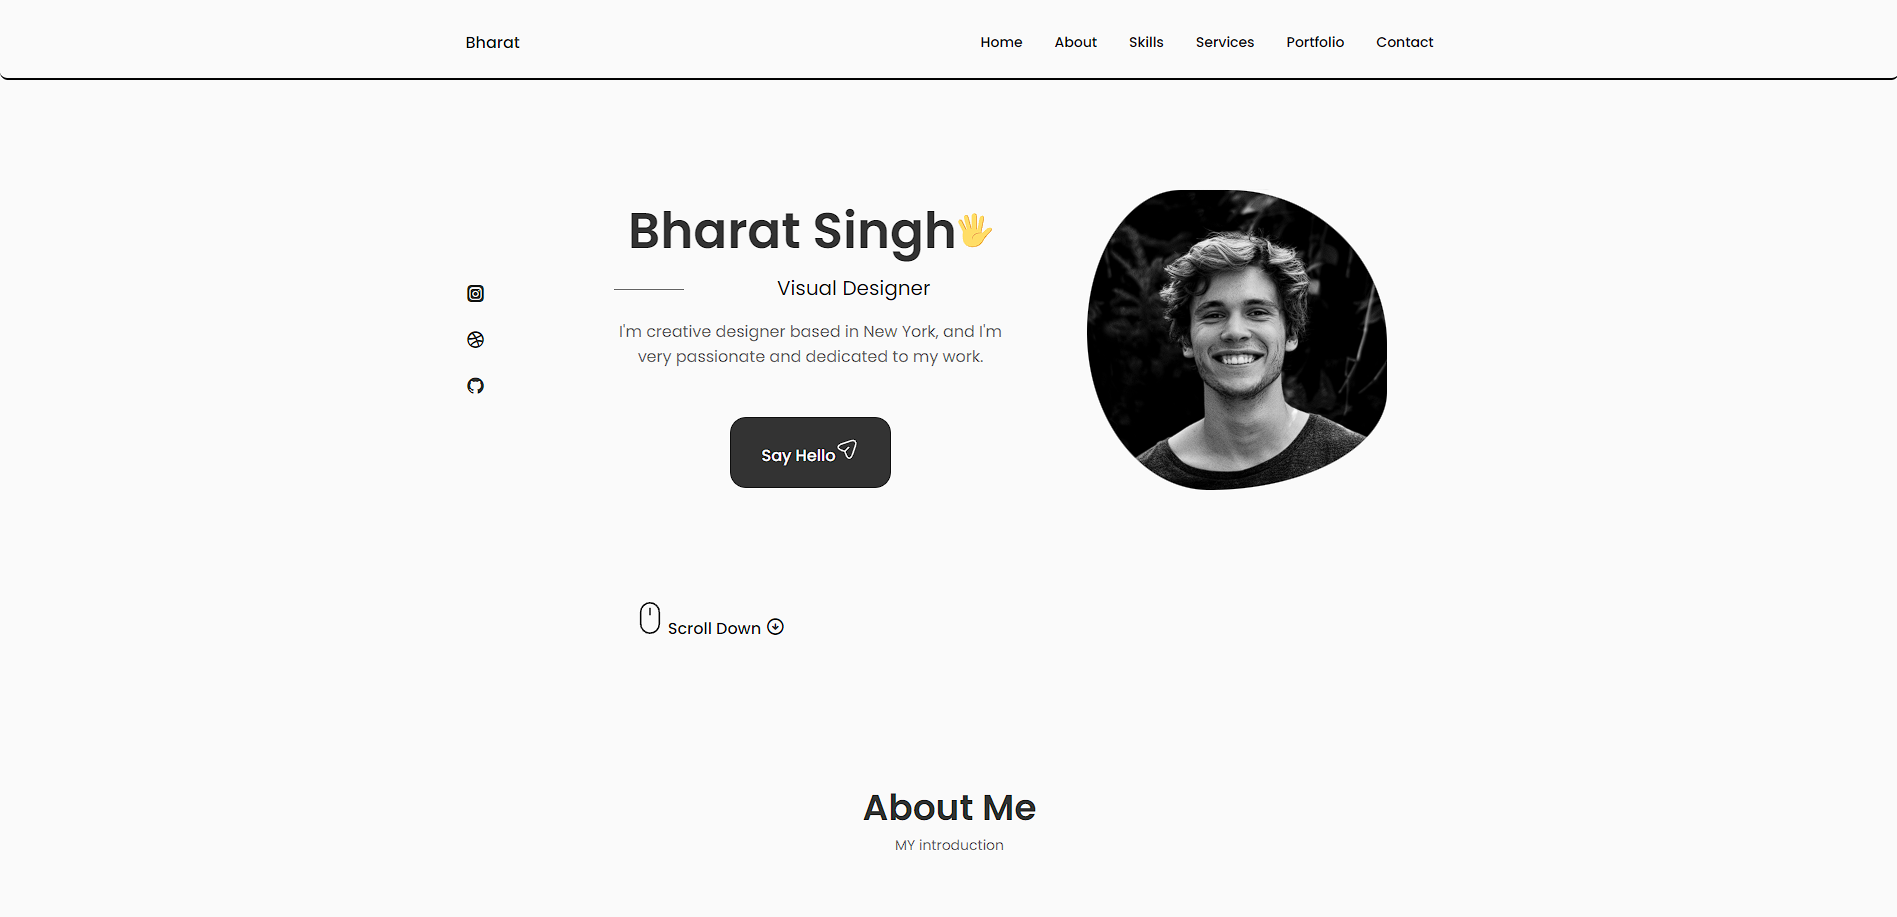 Bharat
Home About Skills Services Portfolio Contact
Bharat Singh
Visual Designer
I'm creative designer based in New York, and I'm
very passionate and dedicated to my work.
Say Hello
Scroll Down
About Me
MY introduction